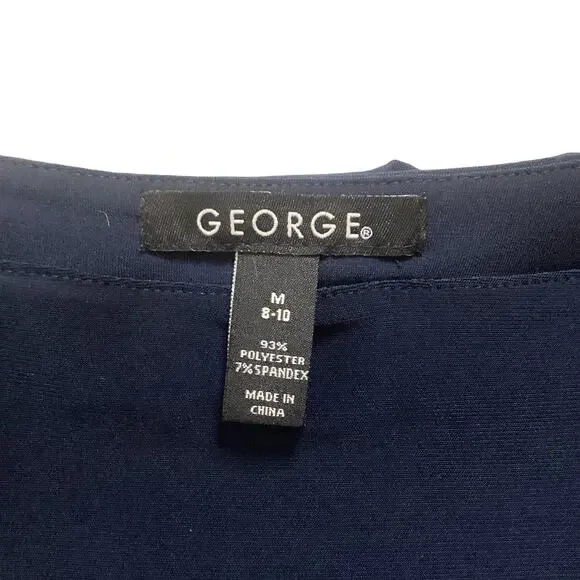 GEORGE®
M
8-10
93%
POLYESTER
7% SPANDEX
MADE IN
CHINA